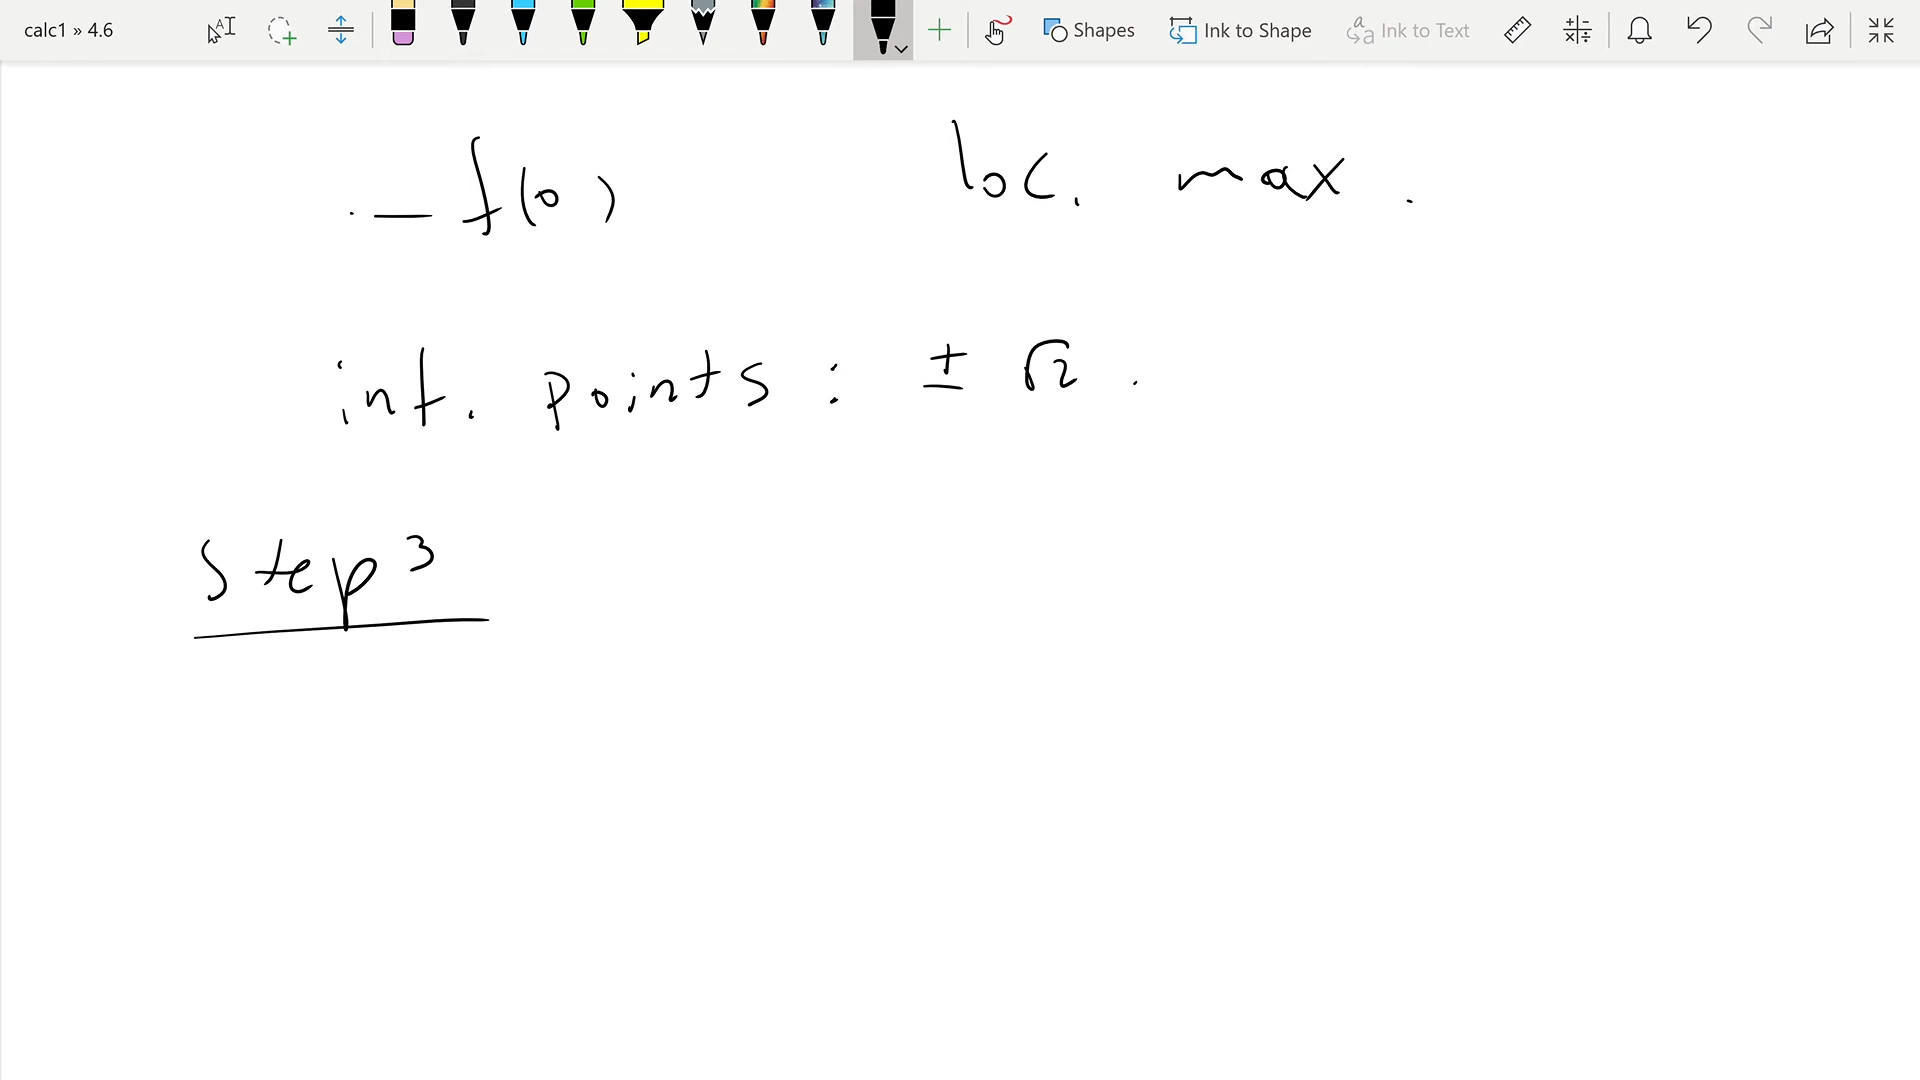 calc1 » 4.6 Shapes Ink to Shape Ink to Text
— f(0) loc. max.
inf. points: ± √2.
Step 3